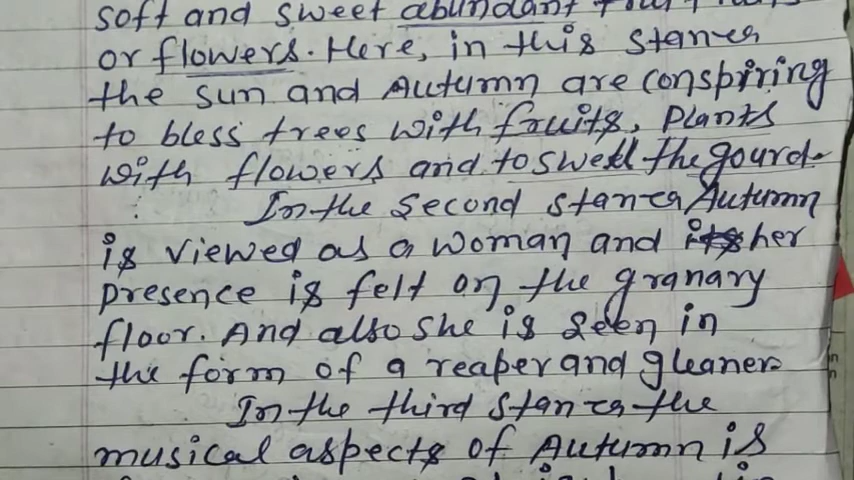 soft and sweet abundant
or flowers. Here, in this stanza
the sun and Autumn are conspiring
to bless trees with fruits, plants
with flowers and to swell the gourd.
In the second stanza Autumn
is viewed as a woman and its her
presence is felt on the granary
floor. And also she is seen in
the form of a reaper and gleaner.
In the third stanza the
musical aspects of Autumn is